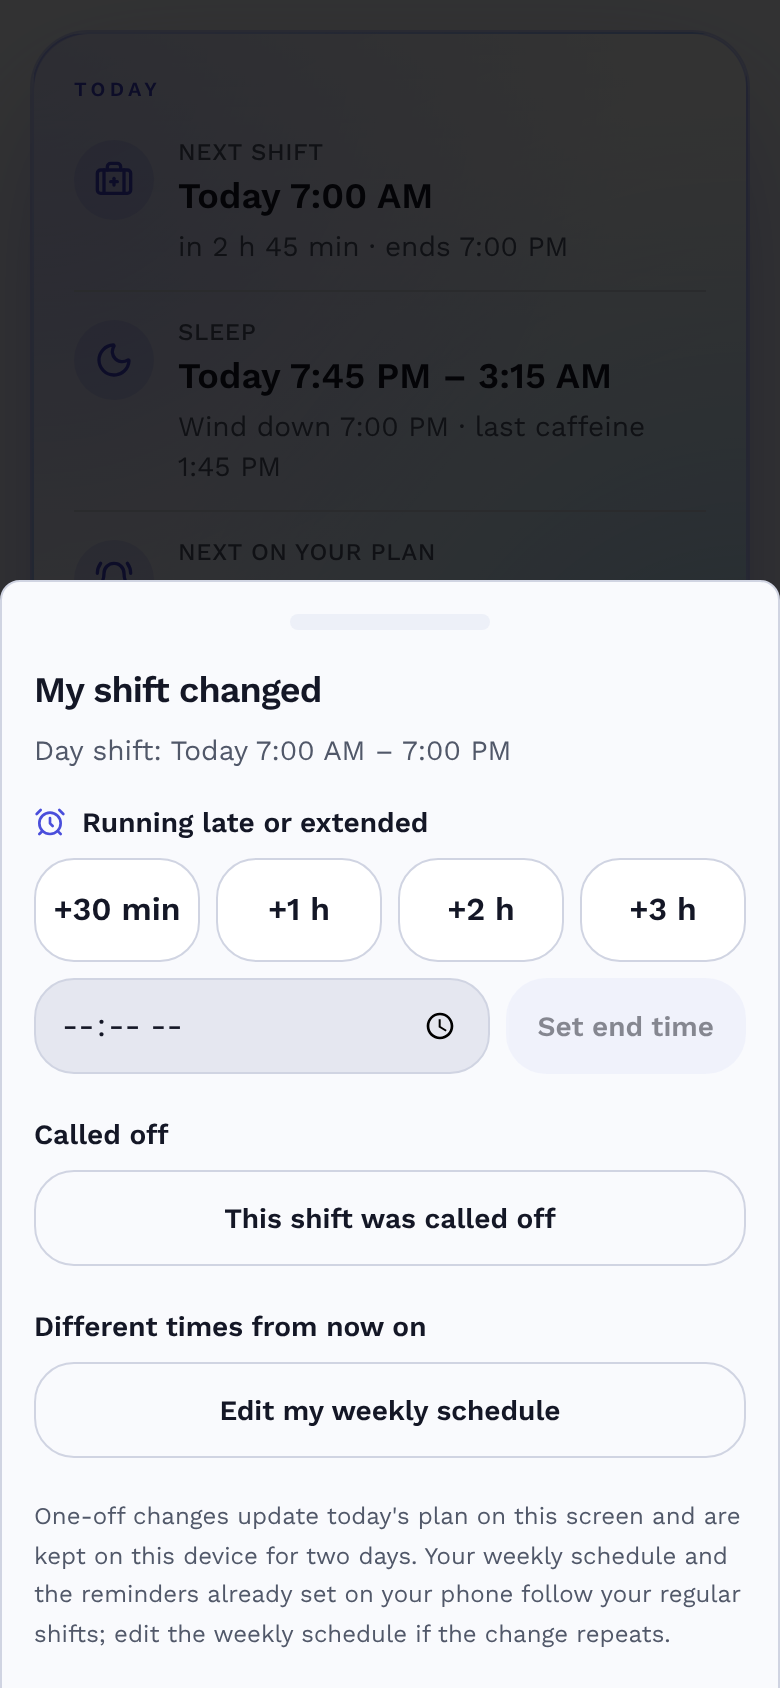 TODAY
NEXT SHIFT
Today 7:00 AM
in 2 h 45 min · ends 7:00 PM
SLEEP
Today 7:45 PM – 3:15 AM
Wind down 7:00 PM · last caffeine
1:45 PM
NEXT ON YOUR PLAN
My shift changed
Day shift: Today 7:00 AM – 7:00 PM
Running late or extended
+30 min
+1 h
+2 h
+3 h
--:-- --
Set end time
Called off
This shift was called off
Different times from now on
Edit my weekly schedule
One-off changes update today's plan on this screen and are
kept on this device for two days. Your weekly schedule and
the reminders already set on your phone follow your regular
shifts; edit the weekly schedule if the change repeats.